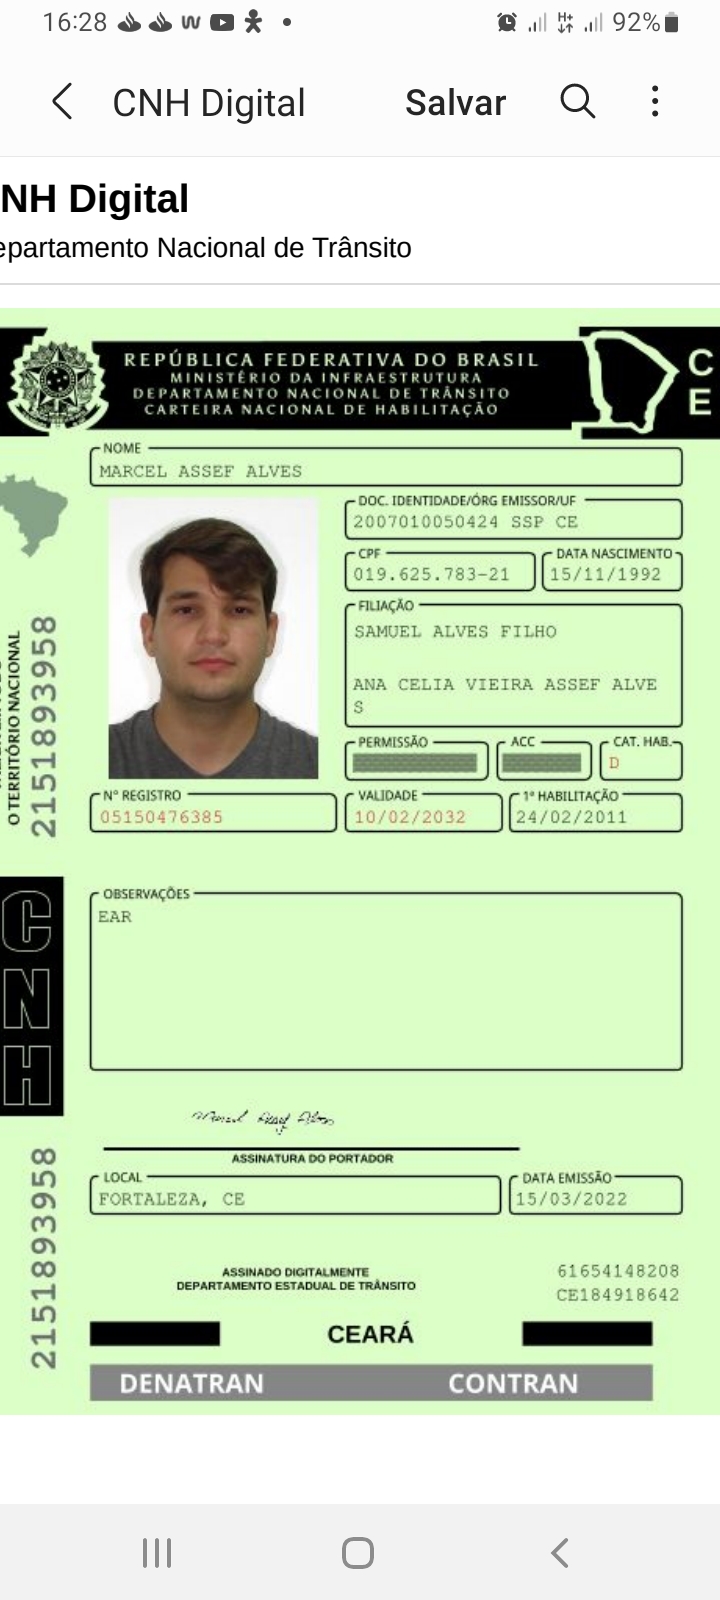 16:28
92%
CNH Digital Salvar
NH Digital
epartamento Nacional de Trânsito
REPÚBLICA FEDERATIVA DO BRASIL
MINISTÉRIO DA INFRAESTRUTURA
DEPARTAMENTO NACIONAL DE TRÂNSITO
CARTEIRA NACIONAL DE HABILITAÇÃO
C
E
NOME
MARCEL ASSEF ALVES
DOC. IDENTIDADE/ÓRG EMISSOR/UF
2007010050424 SSP CE
CPF
019.625.783-21
DATA NASCIMENTO
15/11/1992
FILIAÇÃO
SAMUEL ALVES FILHO
ANA CELIA VIEIRA ASSEF ALVE
S
PERMISSÃO
ACC
CAT. HAB.
D
Nº REGISTRO
05150476385
VALIDADE
10/02/2032
1ª HABILITAÇÃO
24/02/2011
O TERRITÓRIO NACIONAL
2151893958
CNH
OBSERVAÇÕES
EAR
Marcel Assef Alves
ASSINATURA DO PORTADOR
LOCAL
FORTALEZA, CE
DATA EMISSÃO
15/03/2022
2151893958
ASSINADO DIGITALMENTE
DEPARTAMENTO ESTADUAL DE TRÂNSITO
61654148208
CE184918642
CEARÁ
DENATRAN CONTRAN